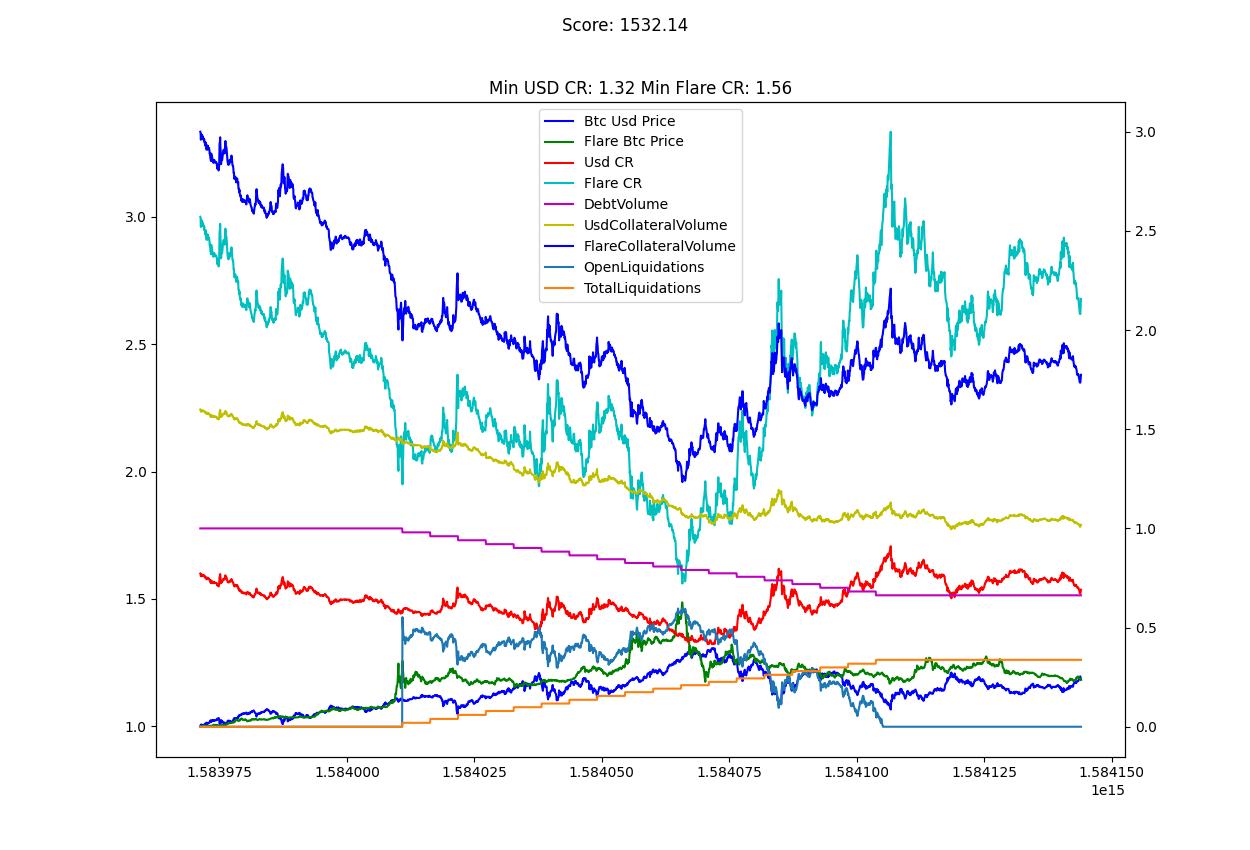 Score: 1532.14
Min USD CR: 1.32 Min Flare CR: 1.56
Btc Usd Price
Flare Btc Price
Usd CR
Flare CR
DebtVolume
UsdCollateralVolume
FlareCollateralVolume
OpenLiquidations
TotalLiquidations
3.0
2.5
2.0
1.5
1.0
3.0
2.5
2.0
1.5
1.0
0.5
0.0
1.583975 1.584000 1.584025 1.584050 1.584075 1.584100 1.584125 1.584150
1e15